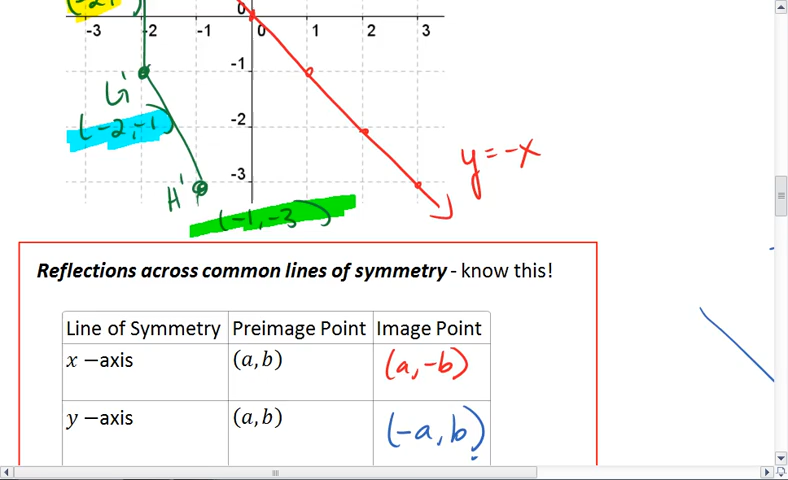 -3 -2 -1 0 1 2 3
0
-1
G'
(-2,-1)
-2
y = -x
-3
H'
(-1,-3)
Reflections across common lines of symmetry - know this!
Line of Symmetry Preimage Point Image Point
x −axis (a,b) (a,-b)
y −axis (a,b) (-a,b)